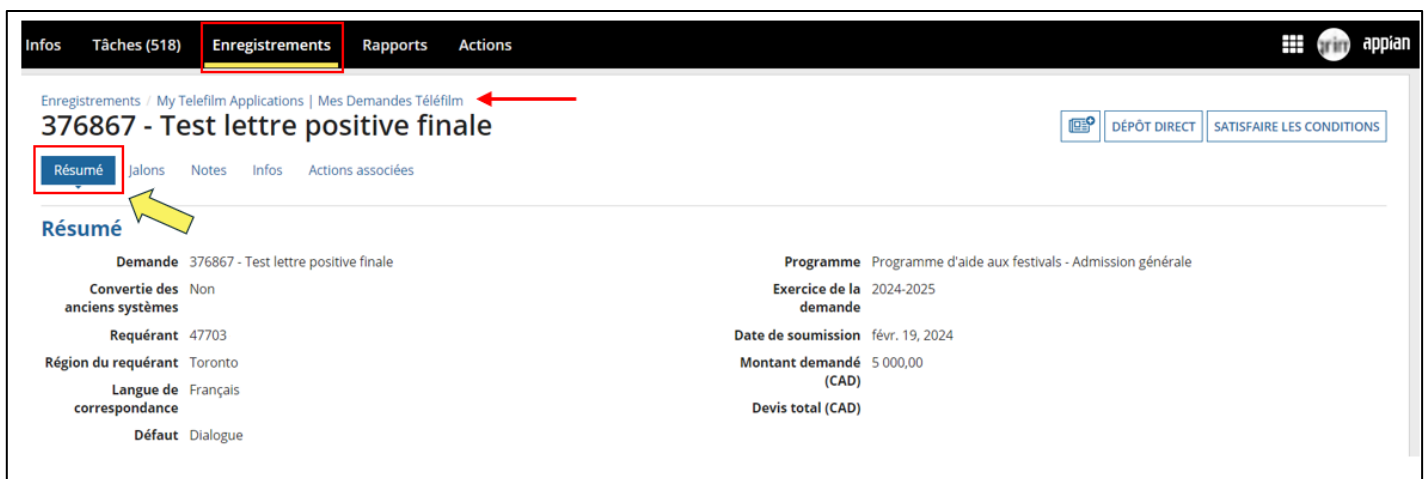 Infos Tâches (518) Enregistrements Rapports Actions appian
Enregistrements / My Telefilm Applications | Mes Demandes Téléfilm
376867 - Test lettre positive finale
DÉPÔT DIRECT SATISFAIRE LES CONDITIONS
Résumé Jalons Notes Infos Actions associées
Résumé
Demande 376867 - Test lettre positive finale
Convertie des Non
anciens systèmes
Requérant 47703
Région du requérant Toronto
Langue de Français
correspondance
Défaut Dialogue
Programme Programme d'aide aux festivals - Admission générale
Exercice de la 2024-2025
demande
Date de soumission févr. 19, 2024
Montant demandé 5 000,00
(CAD)
Devis total (CAD)